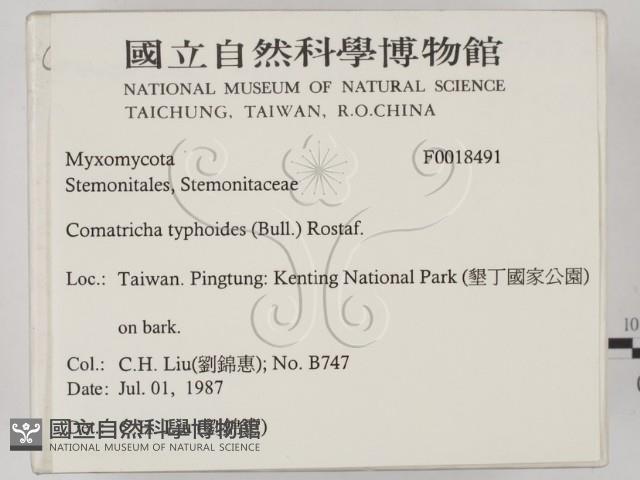 國立自然科學博物館
NATIONAL MUSEUM OF NATURAL SCIENCE
TAICHUNG, TAIWAN, R.O.CHINA
Myxomycota F0018491
Stemonitales, Stemonitaceae
Comatricha typhoides (Bull.) Rostaf.
Loc.: Taiwan. Pingtung: Kenting National Park (墾丁國家公園)
on bark.
Col.: C.H. Liu(劉錦惠); No. B747
Date: Jul. 01, 1987
國立自然科學博物館
NATIONAL MUSEUM OF NATURAL SCIENCE
10